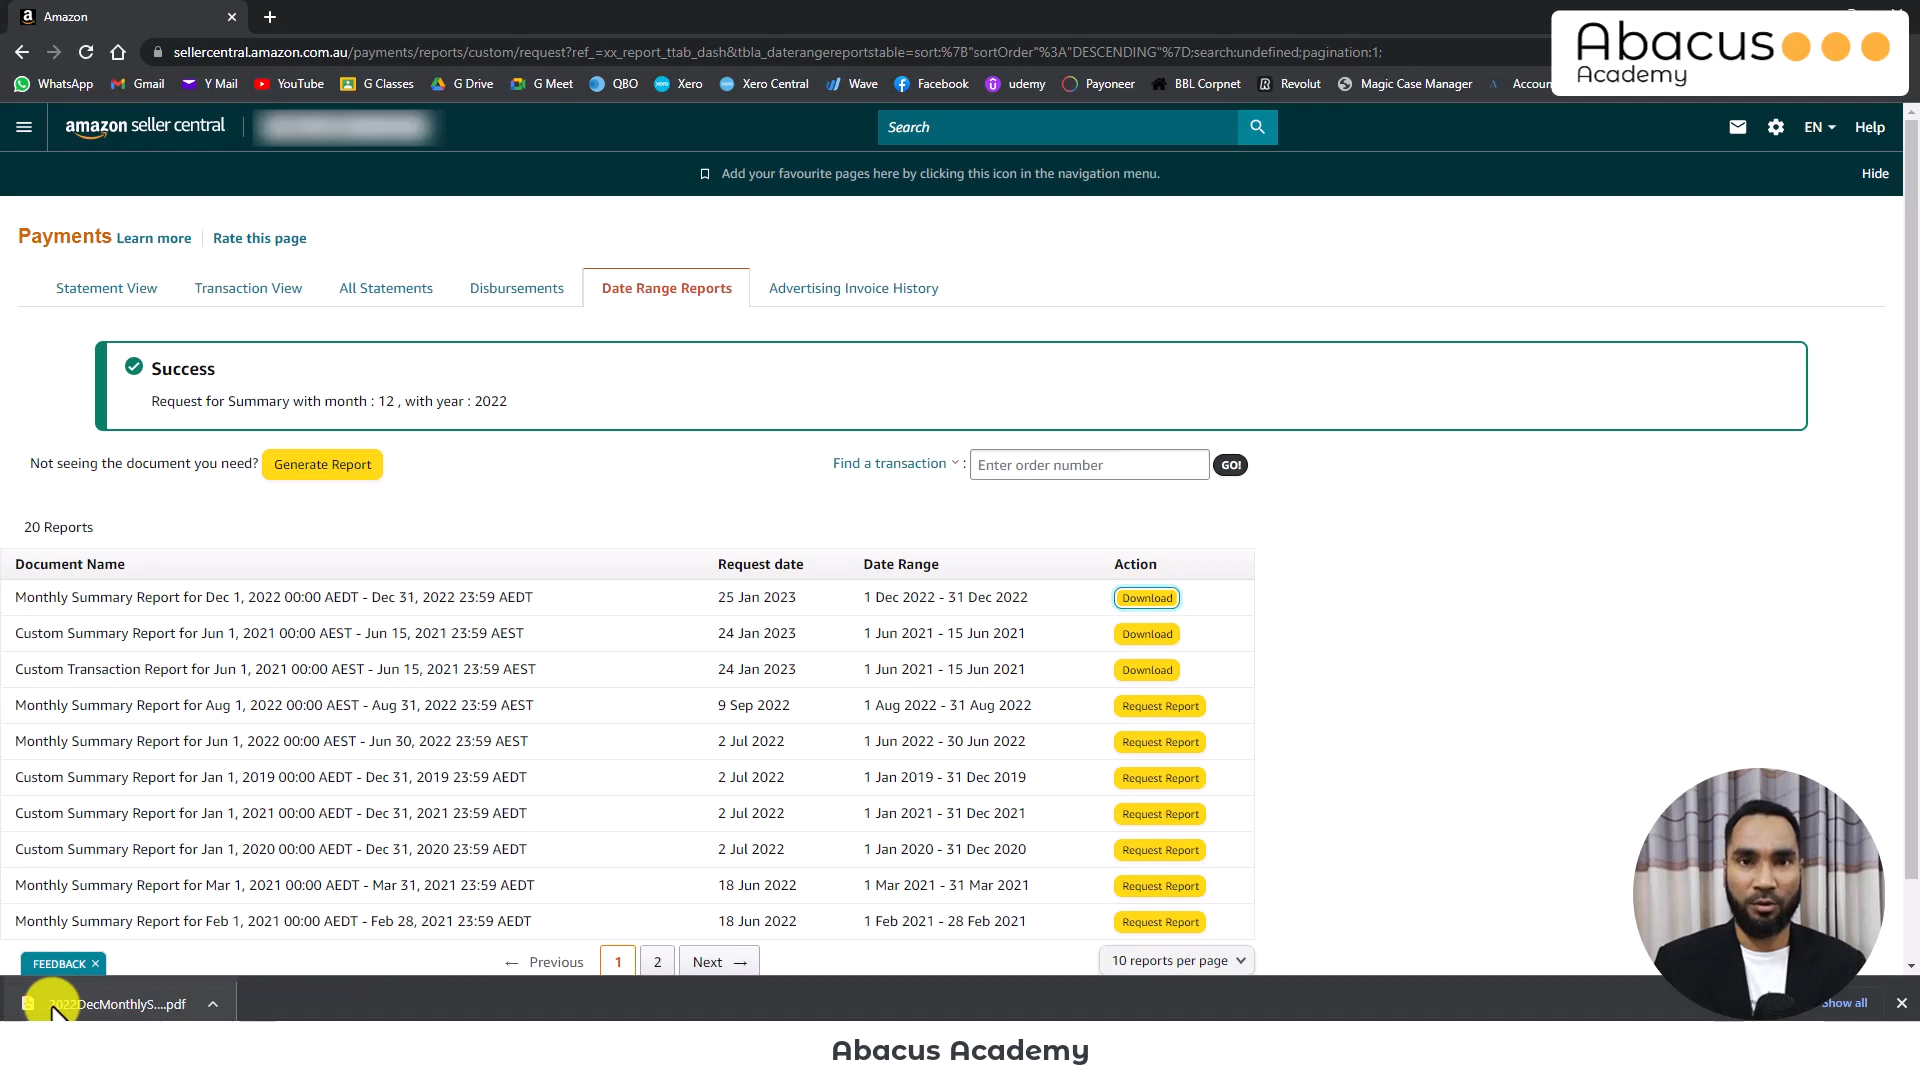 Amazon
sellercentral.amazon.com.au/payments/reports/custom/request?ref_=xx_report_ttab_dash&tbla_daterangereportstable=sort:%7B"sortOrder"%3A"DESCENDING"%7D;search:undefined;pagination:1;
Abacus
Academy
WhatsApp Gmail Y Mail YouTube G Classes G Drive G Meet QBO Xero Xero Central Wave Facebook udemy Payoneer BBL Corpnet Revolut Magic Case Manager Accoun
amazon seller central Search EN Help
Add your favourite pages here by clicking this icon in the navigation menu. Hide
Payments Learn more Rate this page
Statement View Transaction View All Statements Disbursements Date Range Reports Advertising Invoice History
Success
Request for Summary with month : 12 , with year : 2022
Not seeing the document you need? Generate Report Find a transaction : Enter order number GO!
20 Reports
Document Name Request date Date Range Action
Monthly Summary Report for Dec 1, 2022 00:00 AEDT - Dec 31, 2022 23:59 AEDT 25 Jan 2023 1 Dec 2022 - 31 Dec 2022 Download
Custom Summary Report for Jun 1, 2021 00:00 AEST - Jun 15, 2021 23:59 AEST 24 Jan 2023 1 Jun 2021 - 15 Jun 2021 Download
Custom Transaction Report for Jun 1, 2021 00:00 AEST - Jun 15, 2021 23:59 AEST 24 Jan 2023 1 Jun 2021 - 15 Jun 2021 Download
Monthly Summary Report for Aug 1, 2022 00:00 AEST - Aug 31, 2022 23:59 AEST 9 Sep 2022 1 Aug 2022 - 31 Aug 2022 Request Report
Monthly Summary Report for Jun 1, 2022 00:00 AEST - Jun 30, 2022 23:59 AEST 2 Jul 2022 1 Jun 2022 - 30 Jun 2022 Request Report
Custom Summary Report for Jan 1, 2019 00:00 AEDT - Dec 31, 2019 23:59 AEDT 2 Jul 2022 1 Jan 2019 - 31 Dec 2019 Request Report
Custom Summary Report for Jan 1, 2021 00:00 AEDT - Dec 31, 2021 23:59 AEDT 2 Jul 2022 1 Jan 2021 - 31 Dec 2021 Request Report
Custom Summary Report for Jan 1, 2020 00:00 AEDT - Dec 31, 2020 23:59 AEDT 2 Jul 2022 1 Jan 2020 - 31 Dec 2020 Request Report
Monthly Summary Report for Mar 1, 2021 00:00 AEDT - Mar 31, 2021 23:59 AEDT 18 Jun 2022 1 Mar 2021 - 31 Mar 2021 Request Report
Monthly Summary Report for Feb 1, 2021 00:00 AEDT - Feb 28, 2021 23:59 AEDT 18 Jun 2022 1 Feb 2021 - 28 Feb 2021 Request Report
FEEDBACK × ← Previous 1 2 Next → 10 reports per page
2022DecMonthlyS....pdf Show all
Abacus Academy